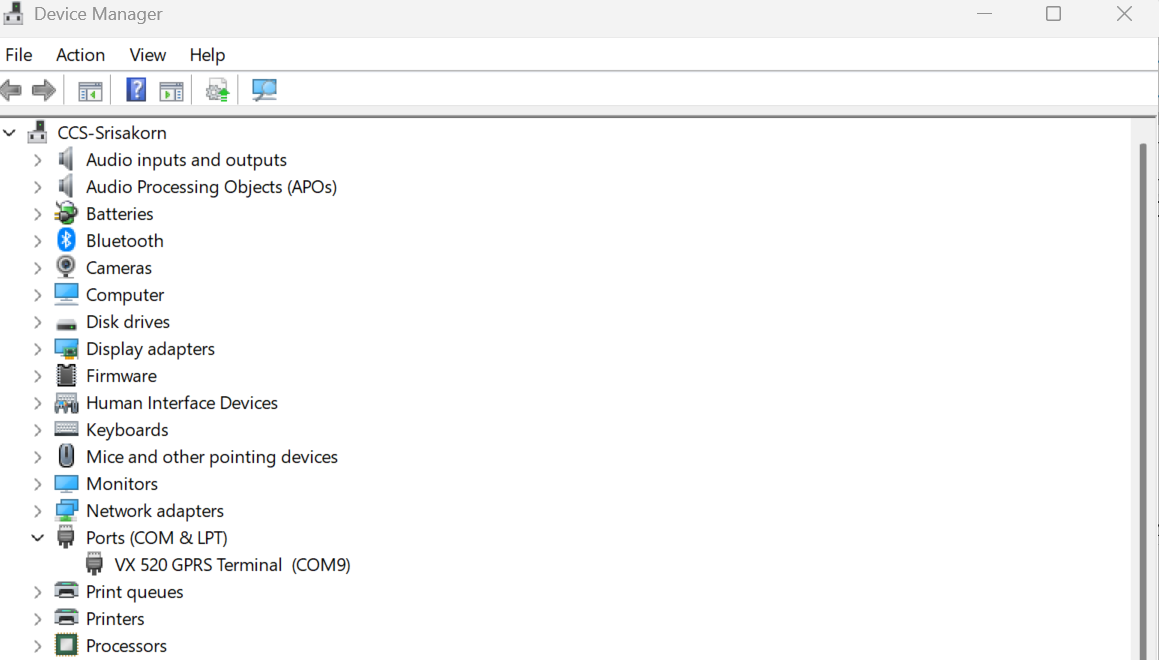 Device Manager
File Action View Help
CCS-Srisakorn
Audio inputs and outputs
Audio Processing Objects (APOs)
Batteries
Bluetooth
Cameras
Computer
Disk drives
Display adapters
Firmware
Human Interface Devices
Keyboards
Mice and other pointing devices
Monitors
Network adapters
Ports (COM & LPT)
VX 520 GPRS Terminal (COM9)
Print queues
Printers
Processors